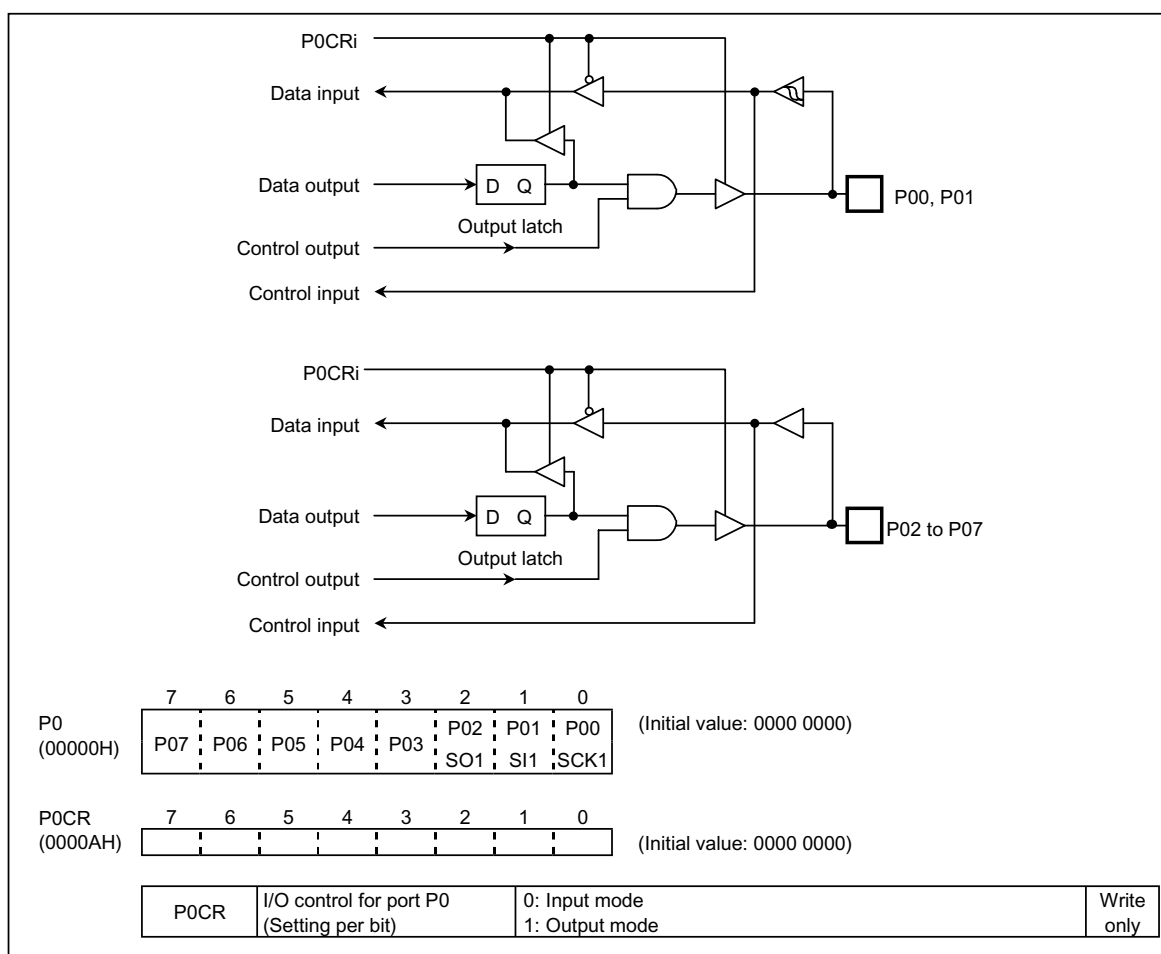 P0CRi
Data input
Data output
D Q
P00, P01
Output latch
Control output
Control input
P0CRi
Data input
Data output
D Q
P02 to P07
Output latch
Control output
Control input
7 6 5 4 3 2 1 0
P0
(00000H)
P07 P06 P05 P04 P03 P02 P01 P00
SO1 SI1 SCK1
(Initial value: 0000 0000)
P0CR
(0000AH)
7 6 5 4 3 2 1 0
(Initial value: 0000 0000)
P0CR
I/O control for port P0
(Setting per bit)
0: Input mode
1: Output mode
Write
only